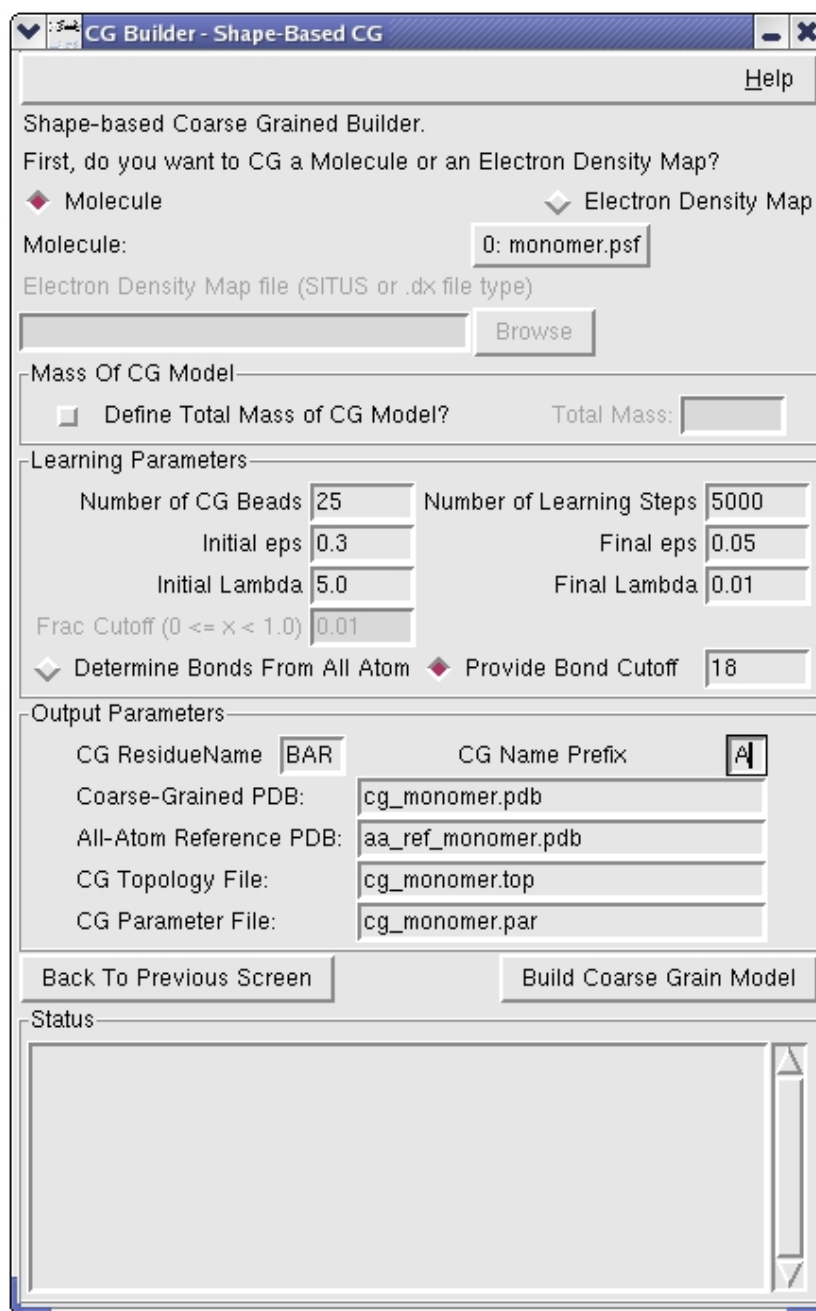 CG Builder - Shape-Based CG
Help
Shape-based Coarse Grained Builder.
First, do you want to CG a Molecule or an Electron Density Map?
Molecule Electron Density Map
Molecule: 0: monomer.psf
Electron Density Map file (SITUS or .dx file type)
Browse
Mass Of CG Model
Define Total Mass of CG Model? Total Mass:
Learning Parameters
Number of CG Beads 25 Number of Learning Steps 5000
Initial eps 0.3 Final eps 0.05
Initial Lambda 5.0 Final Lambda 0.01
Frac Cutoff (0 <= x < 1.0) 0.01
Determine Bonds From All Atom Provide Bond Cutoff 18
Output Parameters
CG ResidueName BAR CG Name Prefix A
Coarse-Grained PDB: cg_monomer.pdb
All-Atom Reference PDB: aa_ref_monomer.pdb
CG Topology File: cg_monomer.top
CG Parameter File: cg_monomer.par
Back To Previous Screen Build Coarse Grain Model
Status